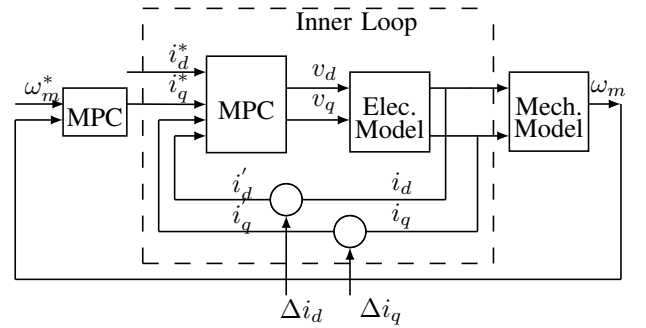 Inner Loop
i_d^*
ω_m^*
i_q^*
MPC
MPC
v_d
v_q
Elec.
Model
Mech.
Model
ω_m
i_d^'
i_d
i_q^'
i_q
Δi_d
Δi_q